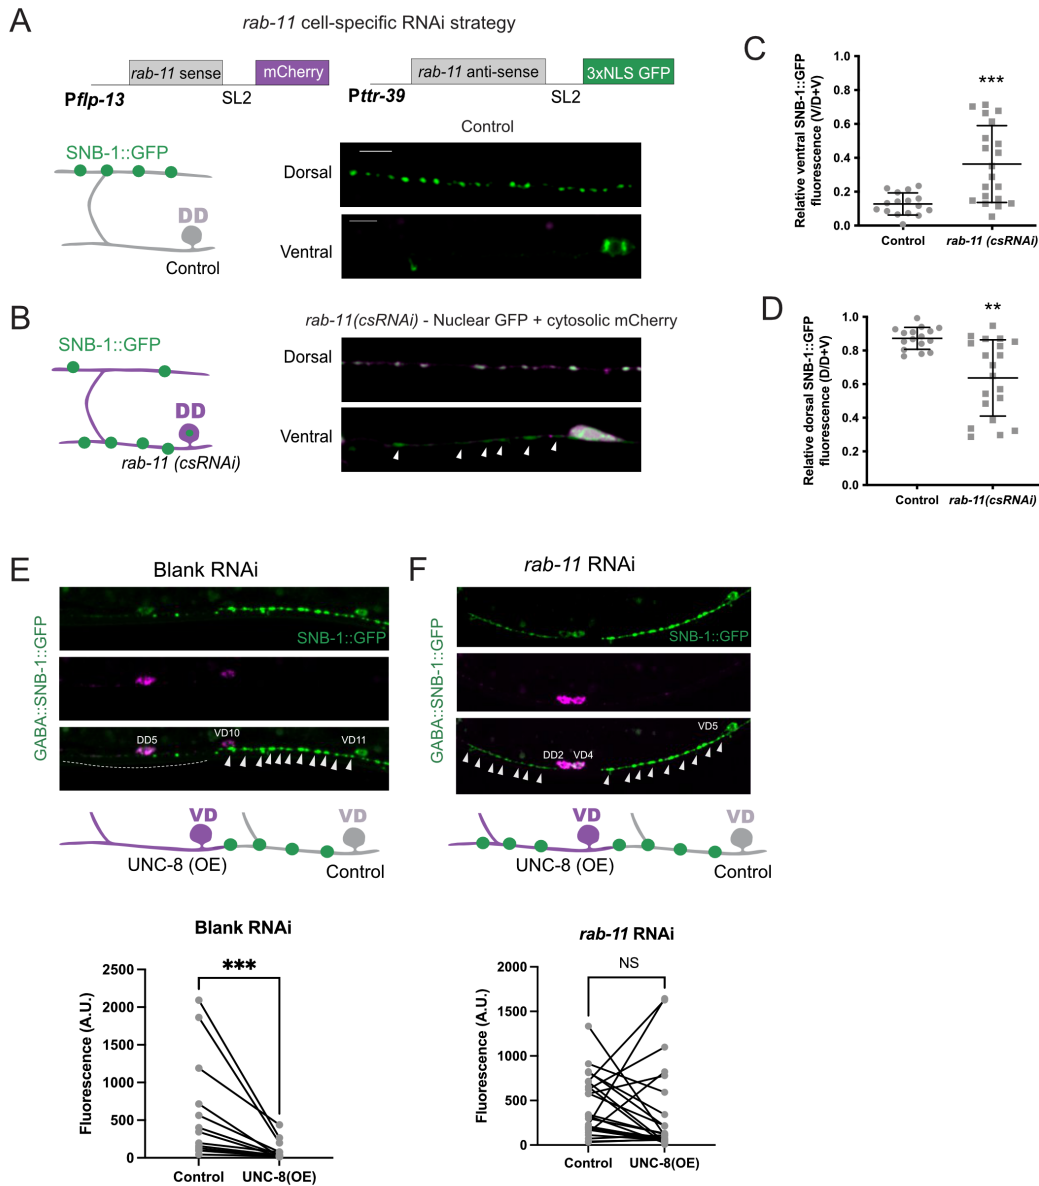 A
rab-11 cell-specific RNAi strategy
rab-11 sense
mCherry
rab-11 anti-sense
3xNLS GFP
Pflp-13
SL2
Pttr-39
SL2
SNB-1::GFP
DD
Control
Control
Dorsal
Ventral
B
rab-11(csRNAi) - Nuclear GFP + cytosolic mCherry
SNB-1::GFP
DD
rab-11 (csRNAi)
Dorsal
Ventral
C
Relative ventral SNB-1::GFP
fluorescence (V/D+V)
1.0
0.8
0.6
0.4
0.2
0.0
***
Control
rab-11 (csRNAi)
D
Relative dorsal SNB-1::GFP
fluorescence (D/D+V)
1.0
0.8
0.6
0.4
0.2
0.0
**
Control
rab-11(csRNAi)
E
Blank RNAi
GABA::SNB-1::GFP
SNB-1::GFP
DD5
VD10
VD11
VD
VD
UNC-8 (OE)
Control
F
rab-11 RNAi
GABA::SNB-1::GFP
SNB-1::GFP
DD2
VD4
VD5
VD
VD
UNC-8 (OE)
Control
Blank RNAi
***
Fluorescence (A.U.)
2500
2000
1500
1000
500
0
Control
UNC-8(OE)
rab-11 RNAi
NS
Fluorescence (A.U.)
2000
1500
1000
500
0
Control
UNC-8(OE)